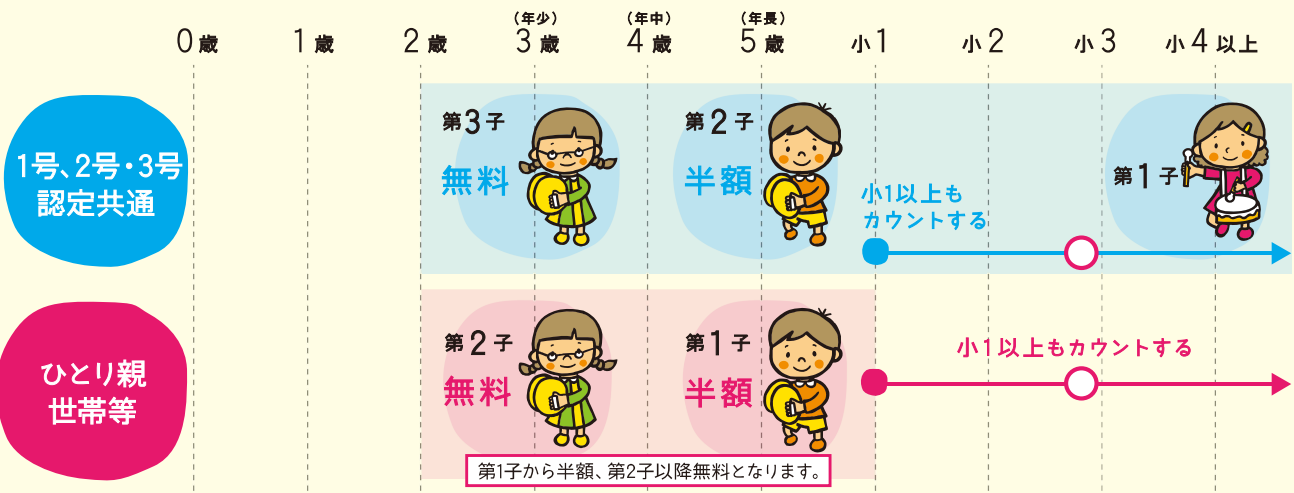 （年少） （年中） （年長）
0歳 1歳 2歳 3歳 4歳 5歳 小1 小2 小3 小4以上
1号、2号・3号
認定共通
第3子
無料
第2子
半額
小1以上も
カウントする
第1子
ひとり親
世帯等
第2子
無料
第1子
半額
小1以上もカウントする
第1子から半額、第2子以降無料となります。